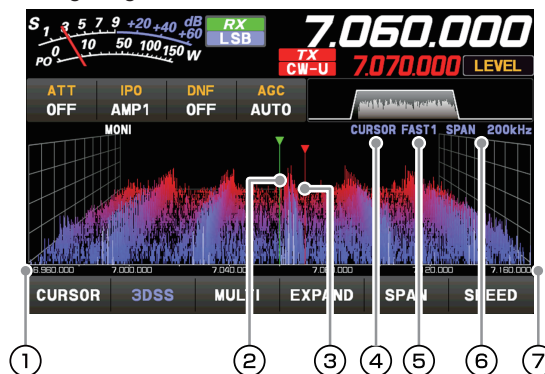 S 1 3 5 7 9 +20 +40 +60 dB
PO 0 10 50 100 150 W
RX
LSB
7.060.000
TX
CW-U
7.070.000
LEVEL
ATT IPO DNF AGC
OFF AMP1 OFF AUTO
MONI
CURSOR FAST1 SPAN 200kHz
② ③
6.960.000 7.000.000 7.040.00 7.120.000 7.160.000
CURSOR 3DSS MULTI EXPAND SPAN SPEED
① ② ③ ④ ⑤ ⑥ ⑦